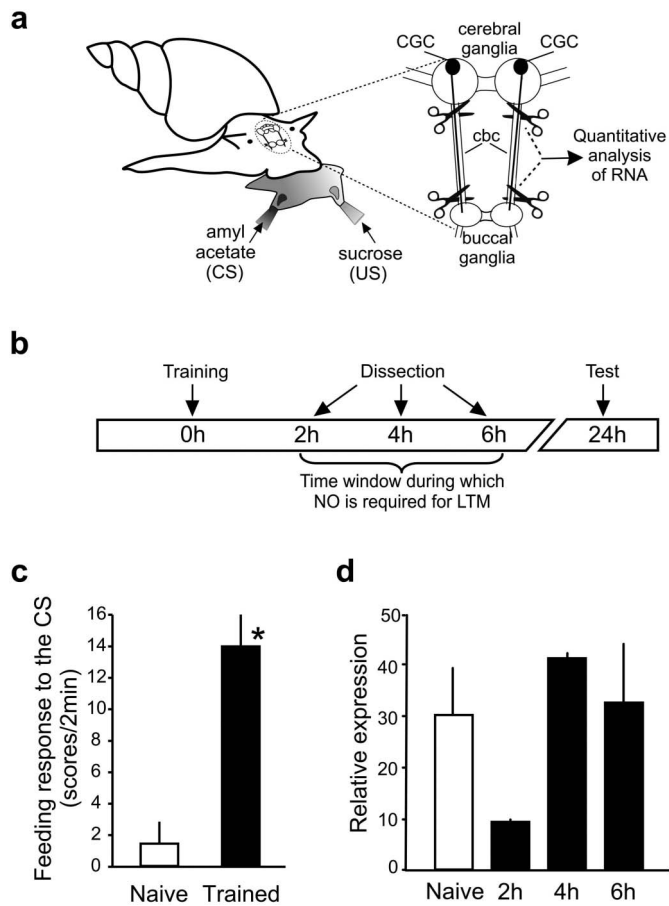 a
CGC
cerebral
ganglia
CGC
cbc
Quantitative
analysis
of RNA
amyl
acetate
(CS)
sucrose
(US)
buccal
ganglia
b
Training
Dissection
Test
0h 2h 4h 6h 24h
Time window during which
NO is required for LTM
c
Feeding response to the CS
(scores/2min)
16
14
12
10
8
6
4
2
0
*
Naive Trained
d
Relative expression
50
40
30
20
10
0
Naive 2h 4h 6h